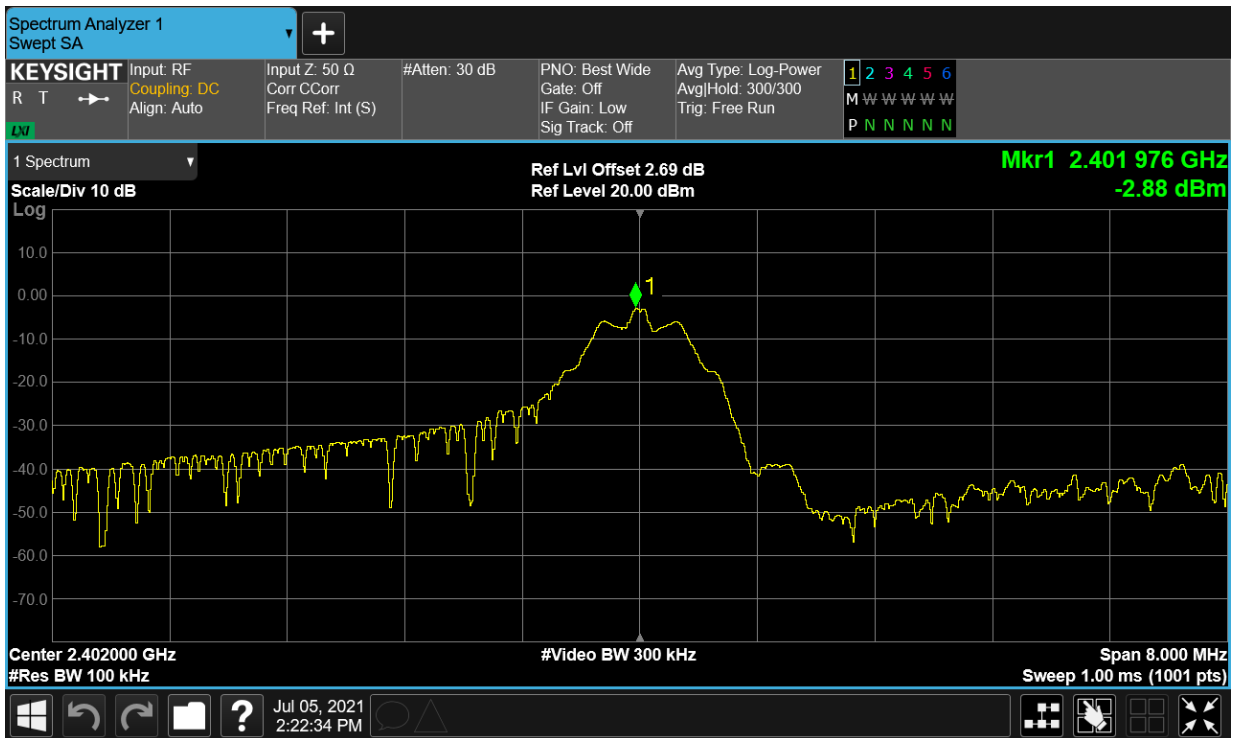 Spectrum Analyzer 1
Swept SA
+
KEYSIGHT
R T
LXI
Input: RF
Coupling: DC
Align: Auto
Input Z: 50 Ω
Corr CCorr
Freq Ref: Int (S)
#Atten: 30 dB
PNO: Best Wide
Gate: Off
IF Gain: Low
Sig Track: Off
Avg Type: Log-Power
Avg|Hold: 300/300
Trig: Free Run
1 2 3 4 5 6
M W W W W W
P N N N N N
1 Spectrum
Scale/Div 10 dB
Log
Ref Lvl Offset 2.69 dB
Ref Level 20.00 dBm
Mkr1 2.401 976 GHz
-2.88 dBm
10.0
0.00
-10.0
-20.0
-30.0
-40.0
-50.0
-60.0
-70.0
1
Center 2.402000 GHz
#Res BW 100 kHz
#Video BW 300 kHz
Span 8.000 MHz
Sweep 1.00 ms (1001 pts)
?
Jul 05, 2021
2:22:34 PM